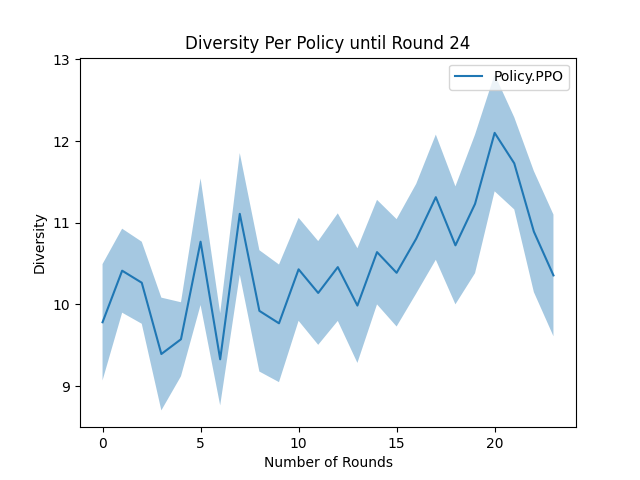 Diversity Per Policy until Round 24
Policy.PPO
13
12
11
10
9
Diversity
0 5 10 15 20
Number of Rounds